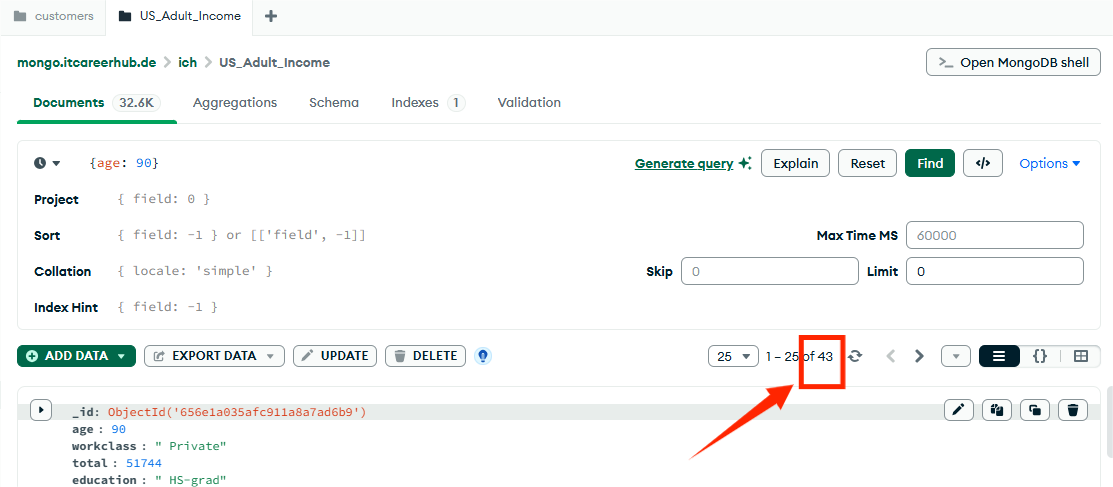 customers US_Adult_Income +
mongo.itcareerhub.de > ich > US_Adult_Income >_ Open MongoDB shell
Documents 32.6K Aggregations Schema Indexes 1 Validation
{age: 90} Generate query Explain Reset Find </> Options
Project { field: 0 }
Sort { field: -1 } or [['field', -1]] Max Time MS 60000
Collation { locale: 'simple' } Skip 0 Limit 0
Index Hint { field: -1 }
ADD DATA EXPORT DATA UPDATE DELETE 25 1 – 25 of 43 {}
_id: ObjectId('656e1a035afc911a8a7ad6b9')
age : 90
workclass : " Private"
total : 51744
education : " HS-grad"